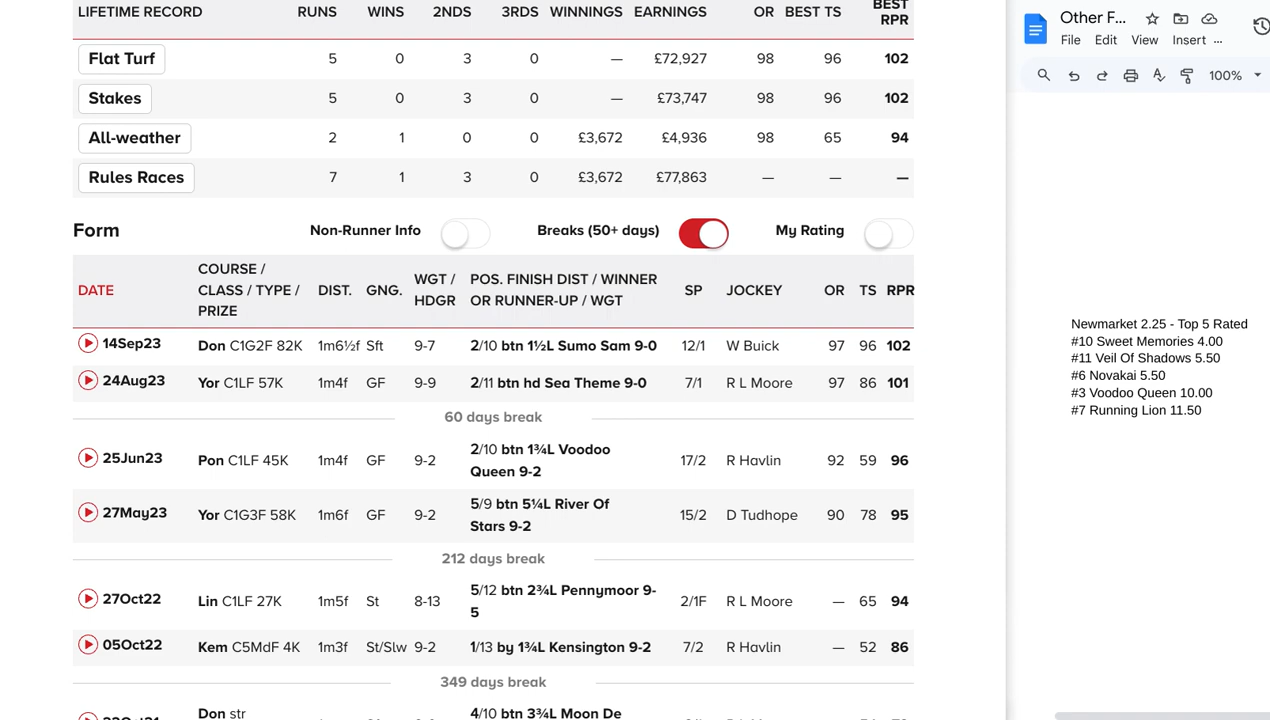 LIFETIME RECORD RUNS WINS 2NDS 3RDS WINNINGS EARNINGS OR BEST TS BEST RPR
Flat Turf 5 0 3 0 — £72,927 98 96 102
Stakes 5 0 3 0 — £73,747 98 96 102
All-weather 2 1 0 0 £3,672 £4,936 98 65 94
Rules Races 7 1 3 0 £3,672 £77,863 — — —
Form Non-Runner Info Breaks (50+ days) My Rating
DATE COURSE / CLASS / TYPE / PRIZE DIST. GNG. WGT / HDGR POS. FINISH DIST / WINNER OR RUNNER-UP / WGT SP JOCKEY OR TS RPR
14Sep23 Don C1G2F 82K 1m6½f Sft 9-7 2/10 btn 1½L Sumo Sam 9-0 12/1 W Buick 97 96 102
24Aug23 Yor C1LF 57K 1m4f GF 9-9 2/11 btn hd Sea Theme 9-0 7/1 R L Moore 97 86 101
60 days break
25Jun23 Pon C1LF 45K 1m4f GF 9-2 2/10 btn 1¾L Voodoo Queen 9-2 17/2 R Havlin 92 59 96
27May23 Yor C1G3F 58K 1m6f GF 9-2 5/9 btn 5¼L River Of Stars 9-2 15/2 D Tudhope 90 78 95
212 days break
27Oct22 Lin C1LF 27K 1m5f St 8-13 5/12 btn 2¾L Pennymoor 9-5 2/1F R L Moore — 65 94
05Oct22 Kem C5MdF 4K 1m3f St/Slw 9-2 1/13 by 1¾L Kensington 9-2 7/2 R Havlin — 52 86
349 days break
Don str 4/10 btn 3¾L Moon De
Other F...
File Edit View Insert ...
100%
Newmarket 2.25 - Top 5 Rated
#10 Sweet Memories 4.00
#11 Veil Of Shadows 5.50
#6 Novakai 5.50
#3 Voodoo Queen 10.00
#7 Running Lion 11.50